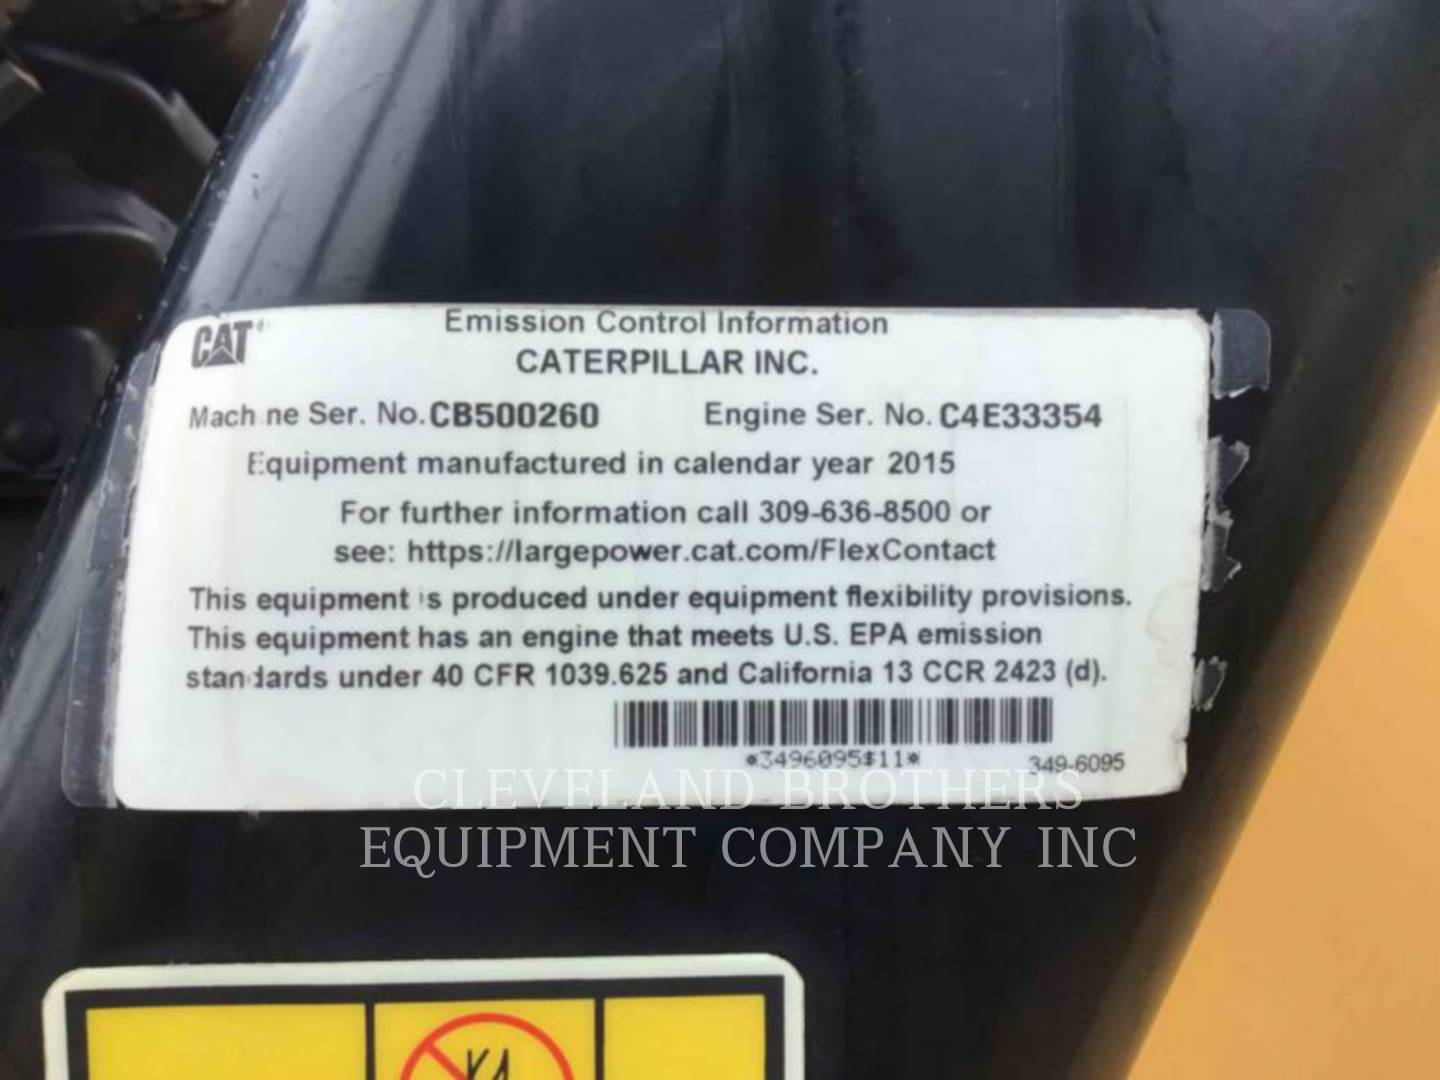 CAT®
Emission Control Information
CATERPILLAR INC.
Machine Ser. No. CB500260 Engine Ser. No. C4E33354
Equipment manufactured in calendar year 2015
For further information call 309-636-8500 or
see: https://largepower.cat.com/FlexContact
This equipment is produced under equipment flexibility provisions.
This equipment has an engine that meets U.S. EPA emission
standards under 40 CFR 1039.625 and California 13 CCR 2423 (d).
*3496095$11* 349-6095
CLEVELAND BROTHERS
EQUIPMENT COMPANY INC